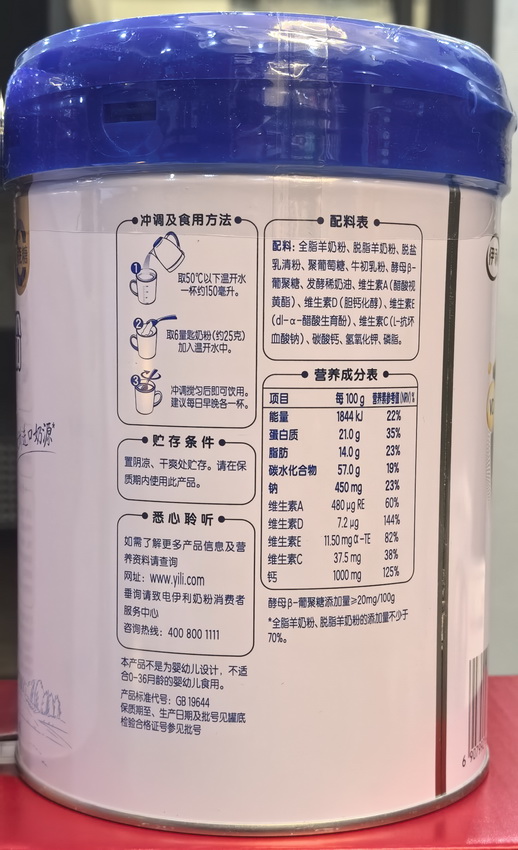 冲调及食用方法
1
取50℃以下温开水
一杯约150毫升。
2
取6量匙奶粉(约25克)
加入温开水中。
3
冲调搅匀后即可饮用。
建议每日早晚各一杯。
贮存条件
置阴凉、干爽处贮存。请在保
质期内使用此产品。
悉心聆听
如需了解更多产品信息及营
养资料请查询
网址: www.yili.com
垂询请致电伊利奶粉消费者
服务中心
咨询热线: 400 800 1111
本产品不是为婴幼儿设计，不适
合0-36月龄的婴幼儿食用。
产品标准代号: GB 19644
保质期至、生产日期及批号见罐底
检验合格证号参见批号
配料表
配料: 全脂羊奶粉、脱脂羊奶粉、脱盐
乳清粉、聚葡萄糖、牛初乳粉、酵母β-
葡聚糖、发酵稀奶油、维生素A(醋酸视
黄酯)、维生素D(胆钙化醇)、维生素E
(dl-α-醋酸生育酚)、维生素C(L-抗坏
血酸钠)、碳酸钙、氢氧化钾、磷脂。
营养成分表
项目 每 100 g 营养素参考值(NRV)%
能量 1844 kJ 22%
蛋白质 21.0 g 35%
脂肪 14.0 g 23%
碳水化合物 57.0 g 19%
钠 450 mg 23%
维生素A 480 μg RE 60%
维生素D 7.2 μg 144%
维生素E 11.50 mg α-TE 82%
维生素C 37.5 mg 38%
钙 1000 mg 125%
酵母β-葡聚糖添加量≥20mg/100g
*全脂羊奶粉、脱脂羊奶粉的添加量不少于
70%。
口奶源*
伊